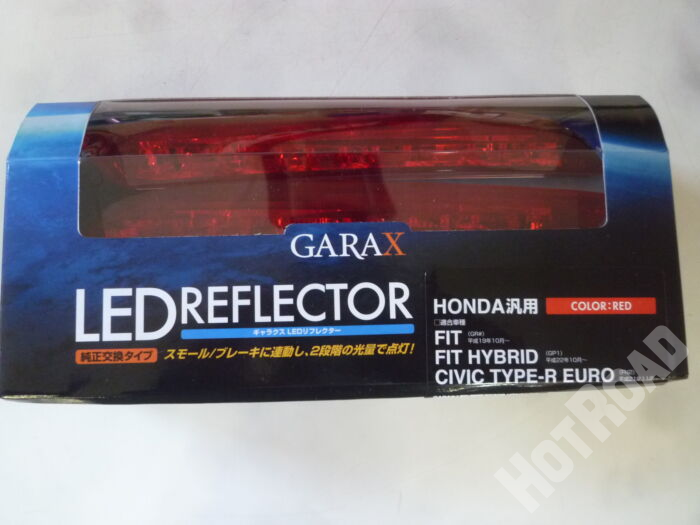 GARAX
LEDREFLECTOR
ギャラクス LEDリフレクター
純正交換タイプ スモール/ブレーキに連動し、2段階の光量で点灯!
HONDA汎用 COLOR:RED
□適合車種
FIT (GR#) 平成19年10月～
FIT HYBRID (GP1) 平成22年10月～
CIVIC TYPE-R EURO
HOTROAD